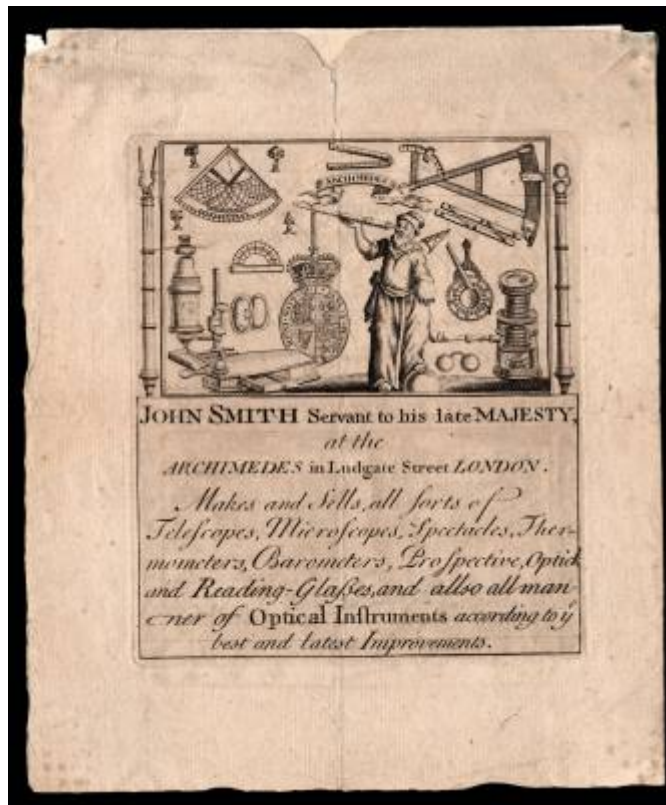 ARCHIMEDES
JOHN SMITH Servant to his late MAJESTY,
at the
ARCHIMEDES in Ludgate Street LONDON.
Makes and Sells, all ſorts of
Teleſcopes, Microſcopes, Spectacles, Ther-
mometers, Barometers, Proſpective, Optick
and Reading-Glaſſes, and allso all man-
ner of Optical Inſtruments according to yͤ
best and latest Improvements.